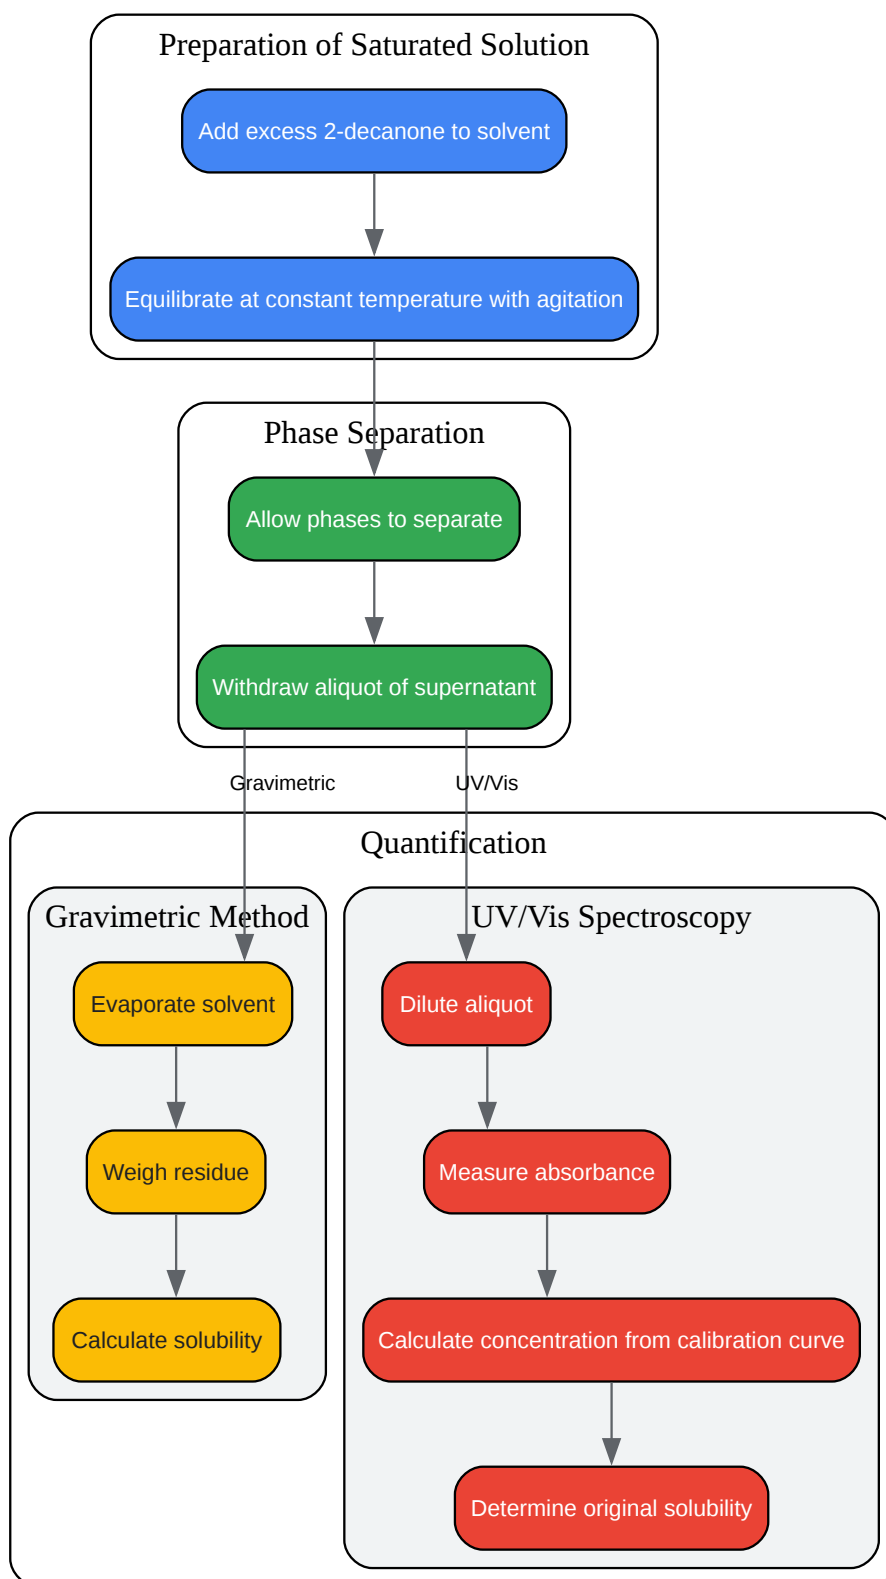 Preparation of Saturated Solution
Add excess 2-decanone to solvent
Equilibrate at constant temperature with agitation
Phase Separation
Allow phases to separate
Withdraw aliquot of supernatant
Gravimetric
UV/Vis
Quantification
Gravimetric Method
Evaporate solvent
Weigh residue
Calculate solubility
UV/Vis Spectroscopy
Dilute aliquot
Measure absorbance
Calculate concentration from calibration curve
Determine original solubility